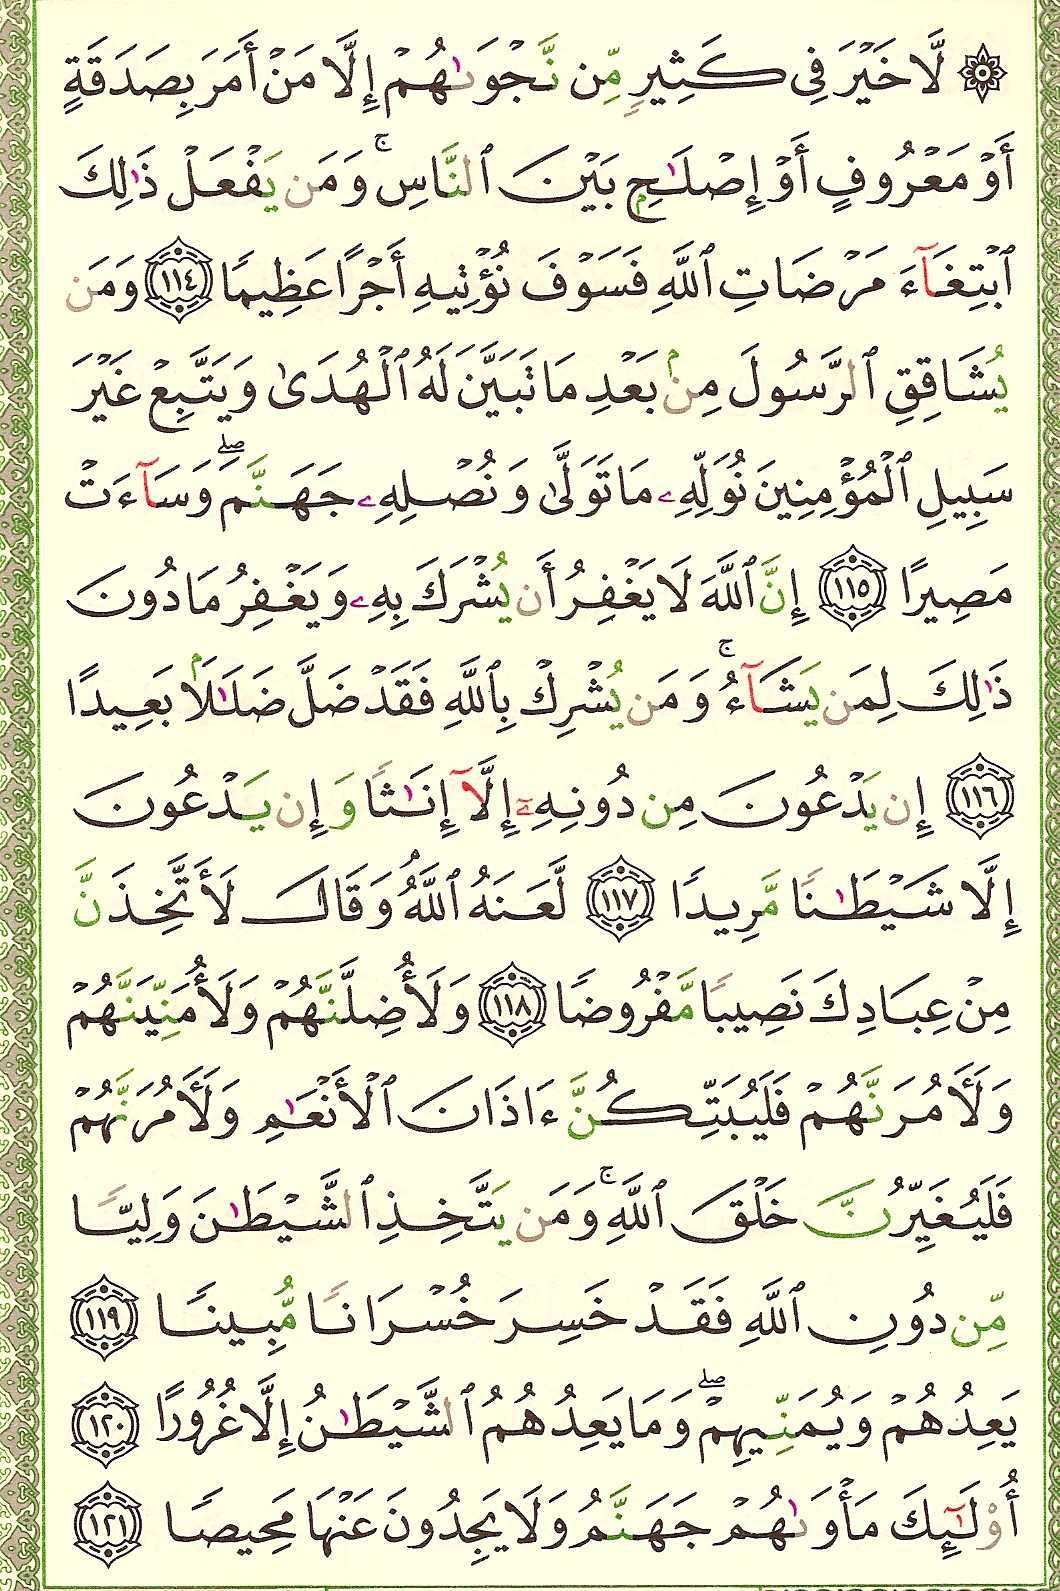 ۞ لَّا خَيْرَ فِى كَثِيرٍ مِّن نَّجْوَىٰهُمْ إِلَّا مَنْ أَمَرَ بِصَدَقَةٍ
أَوْ مَعْرُوفٍ أَوْ إِصْلَٰحٍۭ بَيْنَ ٱلنَّاسِ ۚ وَمَن يَفْعَلْ ذَٰلِكَ
ٱبْتِغَآءَ مَرْضَاتِ ٱللَّهِ فَسَوْفَ نُؤْتِيهِ أَجْرًا عَظِيمًا ١١٤ وَمَن
يُشَاقِقِ ٱلرَّسُولَ مِنۢ بَعْدِ مَا تَبَيَّنَ لَهُ ٱلْهُدَىٰ وَيَتَّبِعْ غَيْرَ
سَبِيلِ ٱلْمُؤْمِنِينَ نُوَلِّهِۦ مَا تَوَلَّىٰ وَنُصْلِهِۦ جَهَنَّمَ ۖ وَسَآءَتْ
مَصِيرًا ١١٥ إِنَّ ٱللَّهَ لَا يَغْفِرُ أَن يُشْرَكَ بِهِۦ وَيَغْفِرُ مَا دُونَ
ذَٰلِكَ لِمَن يَشَآءُ ۚ وَمَن يُشْرِكْ بِٱللَّهِ فَقَدْ ضَلَّ ضَلَٰلًۢا بَعِيدًا
١١٦ إِن يَدْعُونَ مِن دُونِهِۦٓ إِلَّآ إِنَٰثًا وَإِن يَدْعُونَ
إِلَّا شَيْطَٰنًا مَّرِيدًا ١١٧ لَّعَنَهُ ٱللَّهُ ۘ وَقَالَ لَأَتَّخِذَنَّ
مِنْ عِبَادِكَ نَصِيبًا مَّفْرُوضًا ١١٨ وَلَأُضِلَّنَّهُمْ وَلَأُمَنِّيَنَّهُمْ
وَلَـَٔامُرَنَّهُمْ فَلَيُبَتِّكُنَّ ءَاذَانَ ٱلْأَنْعَٰمِ وَلَـَٔامُرَنَّهُمْ
فَلَيُغَيِّرُنَّ خَلْقَ ٱللَّهِ ۚ وَمَن يَتَّخِذِ ٱلشَّيْطَٰنَ وَلِيًّا
مِّن دُونِ ٱللَّهِ فَقَدْ خَسِرَ خُسْرَانًا مُّبِينًا ١١٩
يَعِدُهُمْ وَيُمَنِّيهِمْ ۖ وَمَا يَعِدُهُمُ ٱلشَّيْطَٰنُ إِلَّا غُرُورًا ١٢٠
أُو۟لَٰٓئِكَ مَأْوَىٰهُمْ جَهَنَّمُ وَلَا يَجِدُونَ عَنْهَا مَحِيصًا ١٢١